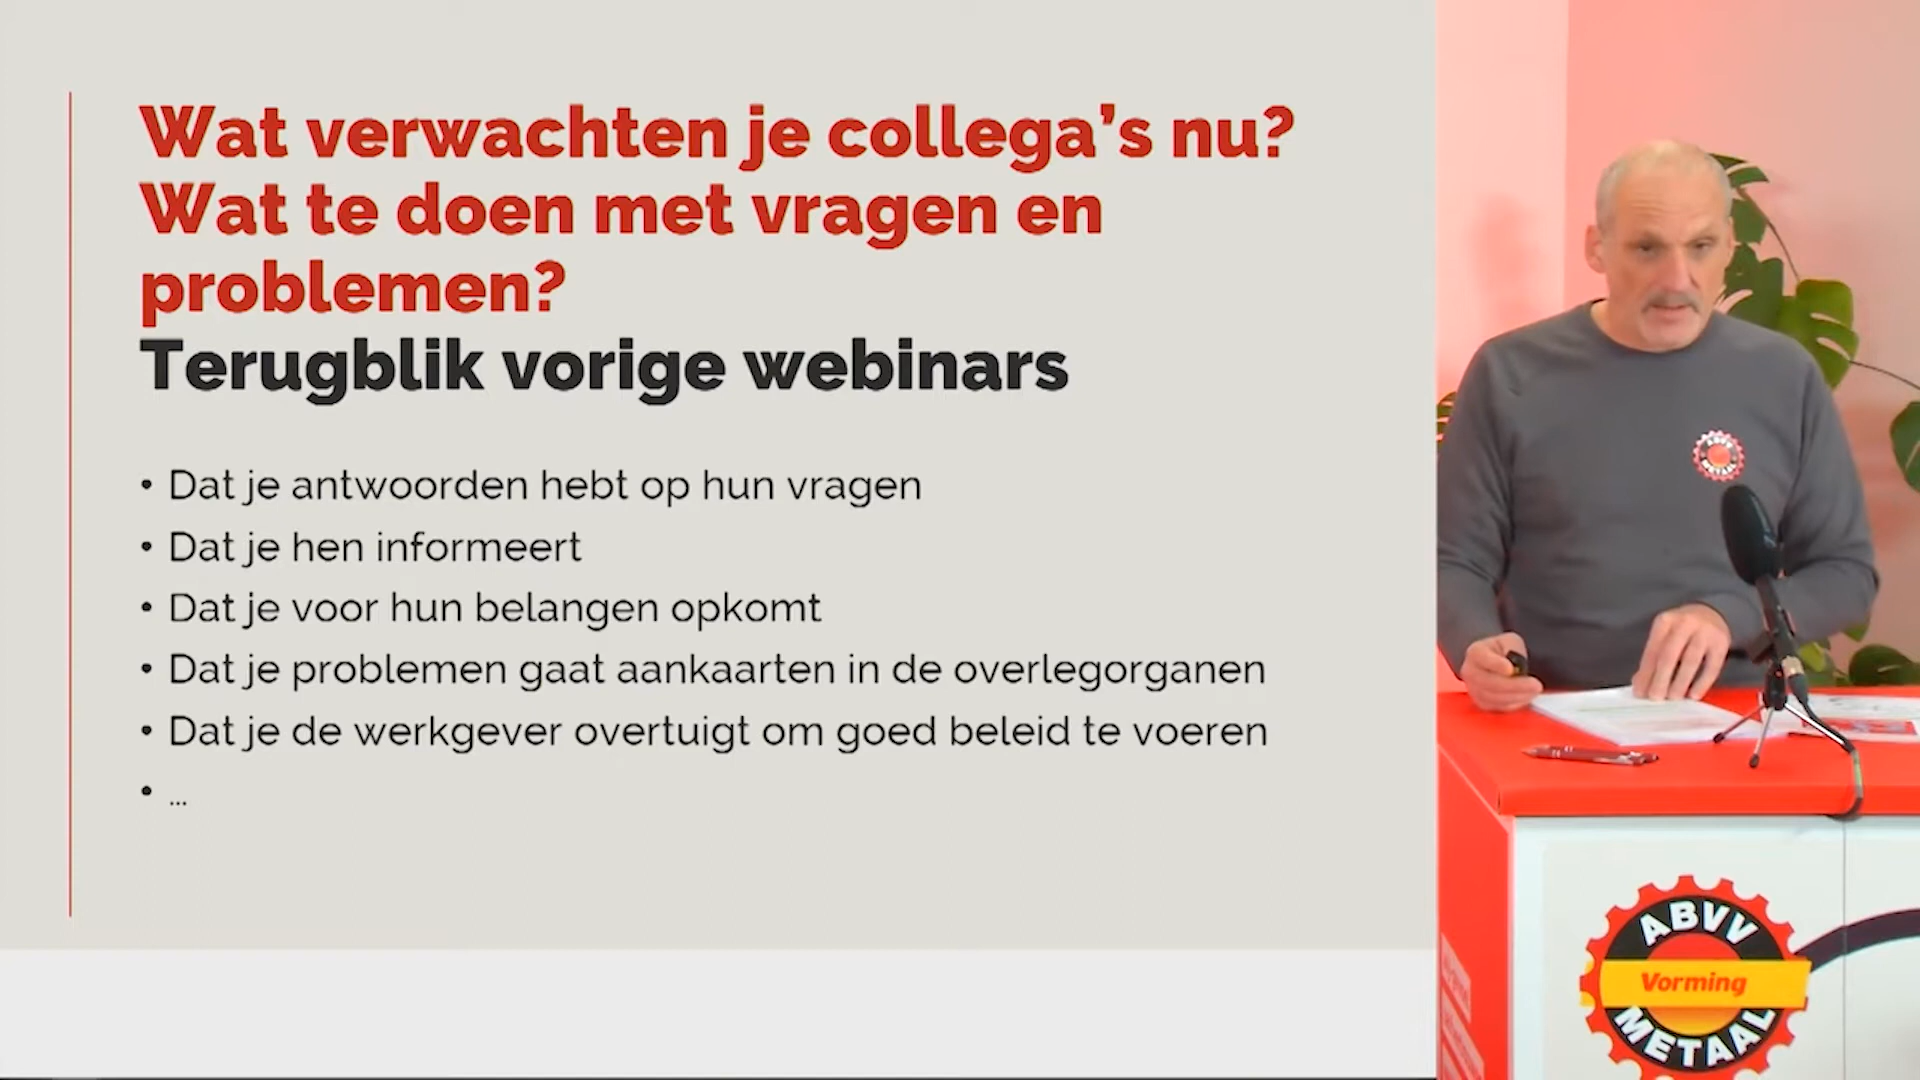 Wat verwachten je collega's nu?
Wat te doen met vragen en
problemen?
Terugblik vorige webinars
• Dat je antwoorden hebt op hun vragen
• Dat je hen informeert
• Dat je voor hun belangen opkomt
• Dat je problemen gaat aankaarten in de overlegorganen
• Dat je de werkgever overtuigt om goed beleid te voeren
• ...
ABVV
METAAL
ABVV
Vorming
METAAL